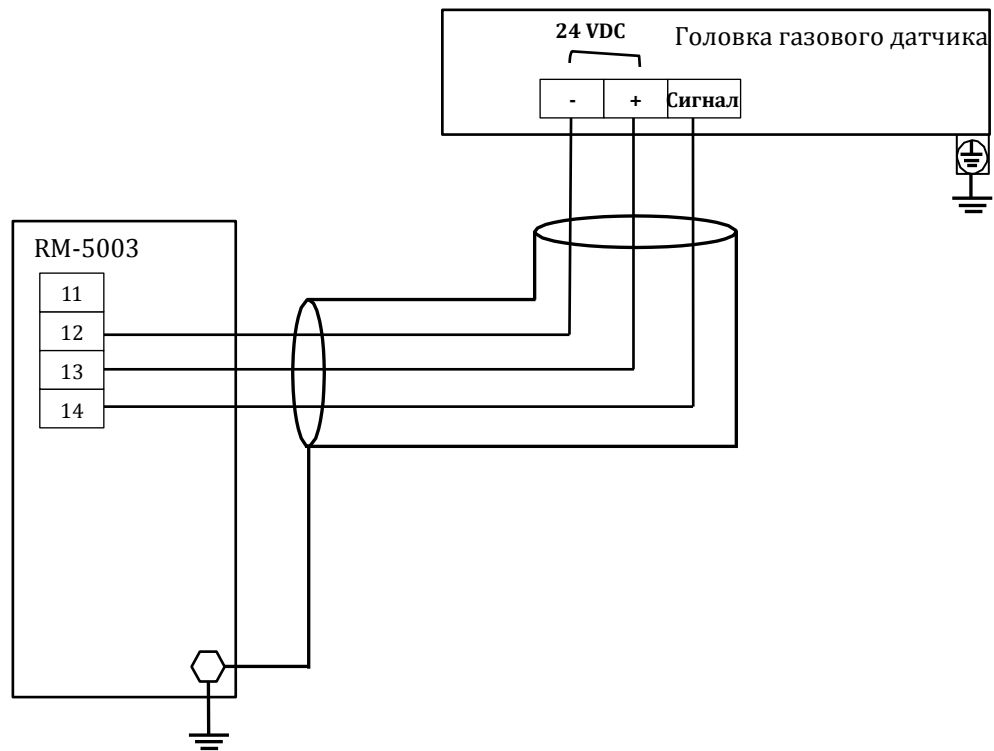 24 VDC
Головка газового датчика
- + Сигнал
RM-5003
11
12
13
14